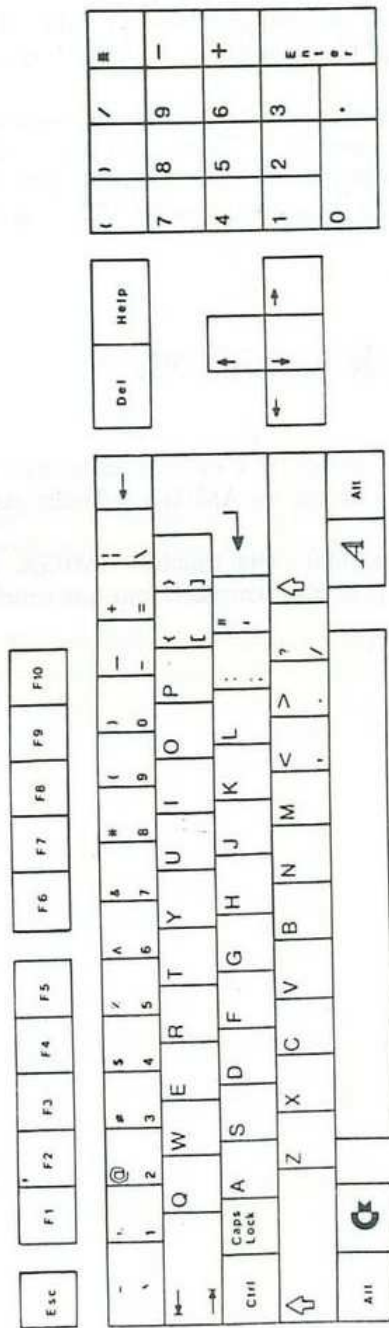 Esc F1 F2 F3 F4 F5 F6 F7 F8 F9 F10
~ ! @ # $ % ^ & * ( ) — + |
` 1 2 3 4 5 6 7 8 9 0 - = \ ←
Q W E R T Y U I O P { }
[ ]
Ctrl Caps Lock A S D F G H J K L : "
; '
⇧ Z X C V B N M < > ? ⇧
, . /
Alt A Alt
Del Help
↑
← ↓ →
( ) / *
7 8 9 —
4 5 6 +
1 2 3 Enter
0 .